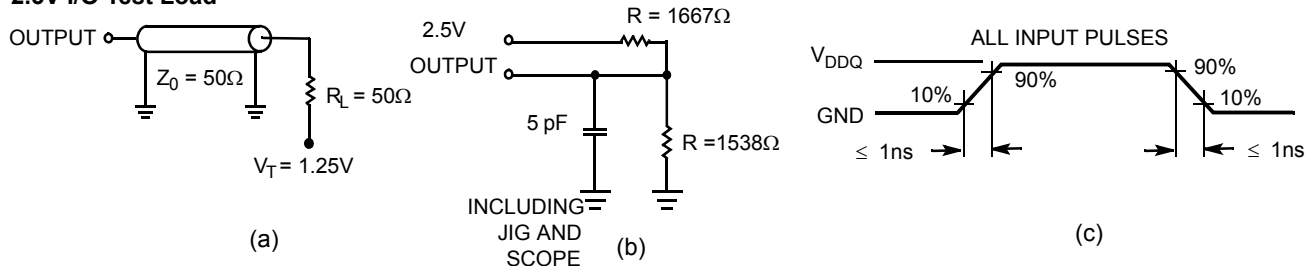 2.5V I/O Test Load
OUTPUT
Z0 = 50Ω
RL = 50Ω
VT = 1.25V
(a)
2.5V
OUTPUT
R = 1667Ω
5 pF
R =1538Ω
INCLUDING
JIG AND
SCOPE
(b)
ALL INPUT PULSES
VDDQ
GND
10%
90%
90%
10%
≤ 1ns
≤ 1ns
(c)